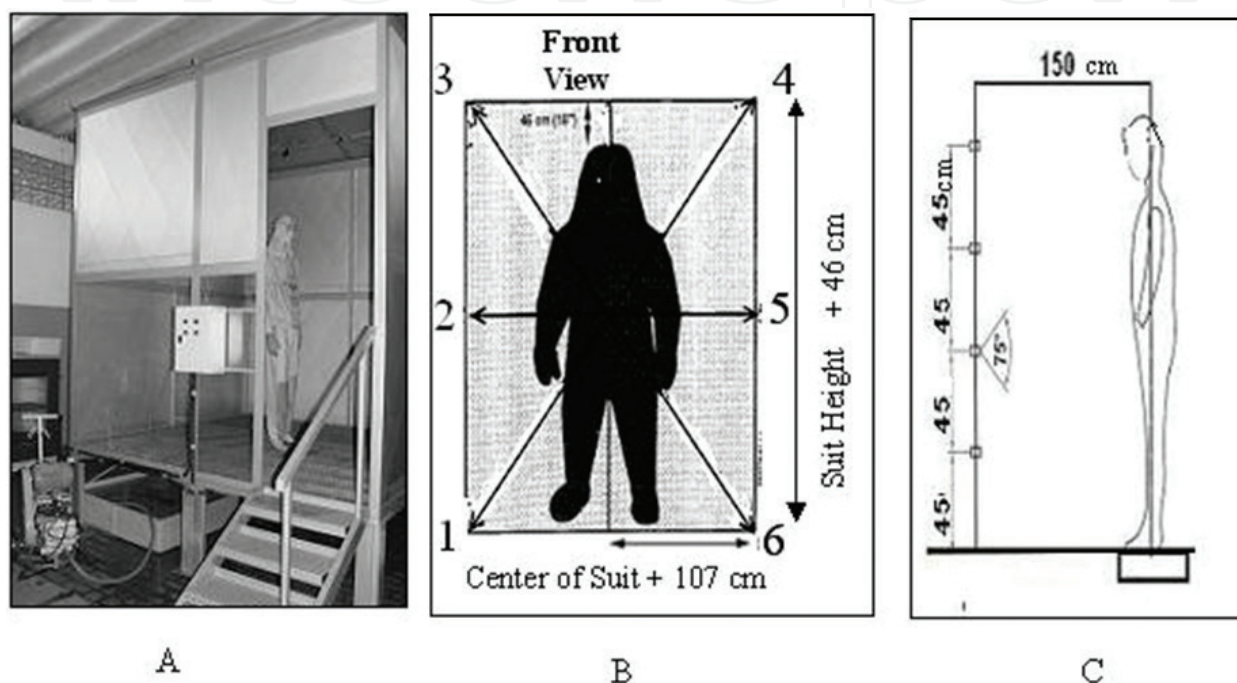 Front
View
3
4
46 cm (18")
2
5
Suit Height + 46 cm
1
6
Center of Suit + 107 cm
150 cm
45cm
45
75°
45
45
A
B
C